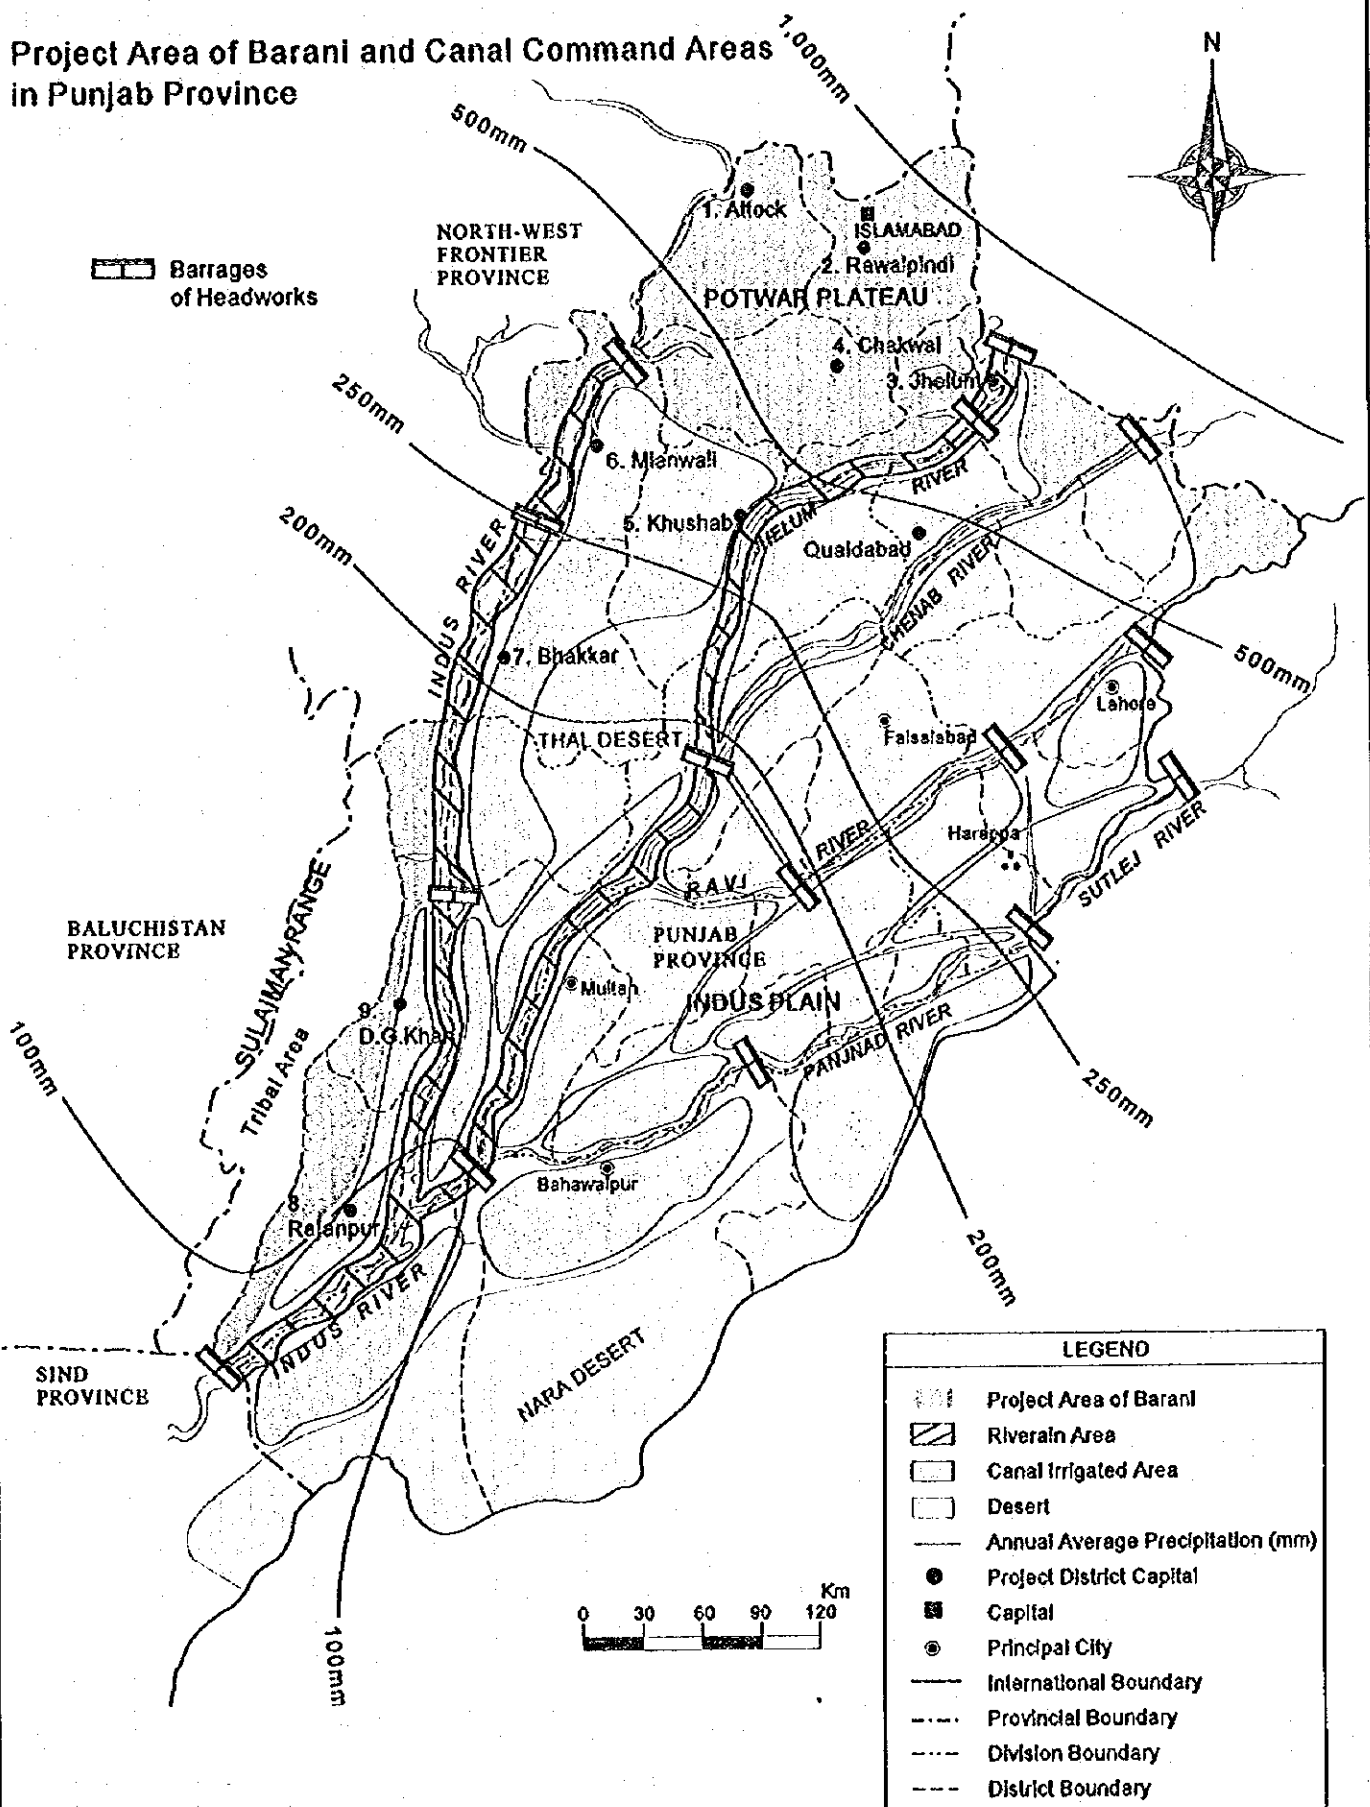 Project Area of Barani and Canal Command Areas
in Punjab Province
1,000mm
N
500mm
1. Attock
ISLAMABAD
2. Rawalpindi
NORTH-WEST
FRONTIER
PROVINCE
Barrages
of Headworks
POTWAR PLATEAU
4. Chakwal
3. Jhelum
250mm
6. Mianwali
RIVER
200mm
5. Khushab
JHELUM
Quaidabad
INDUS RIVER
CHENAB RIVER
7. Bhakkar
500mm
Lahore
THAL DESERT
Faisalabad
RIVER
Harappa
SUTLEJ RIVER
RAVI
BALUCHISTAN
PROVINCE
SULAIMAN RANGE
PUNJAB
PROVINCE
Multan
INDUS PLAIN
9.
D.G.Khan
100mm
Tribal Area
PANJNAD RIVER
250mm
Bahawalpur
8
Rajanpur
200mm
INDUS RIVER
SIND
PROVINCE
NARA DESERT
LEGEND
Project Area of Barani
Riverain Area
Canal Irrigated Area
Desert
Annual Average Precipitation (mm)
Project District Capital
Capital
Principal City
International Boundary
Provincial Boundary
Division Boundary
District Boundary
Km
0 30 60 90 120
100mm